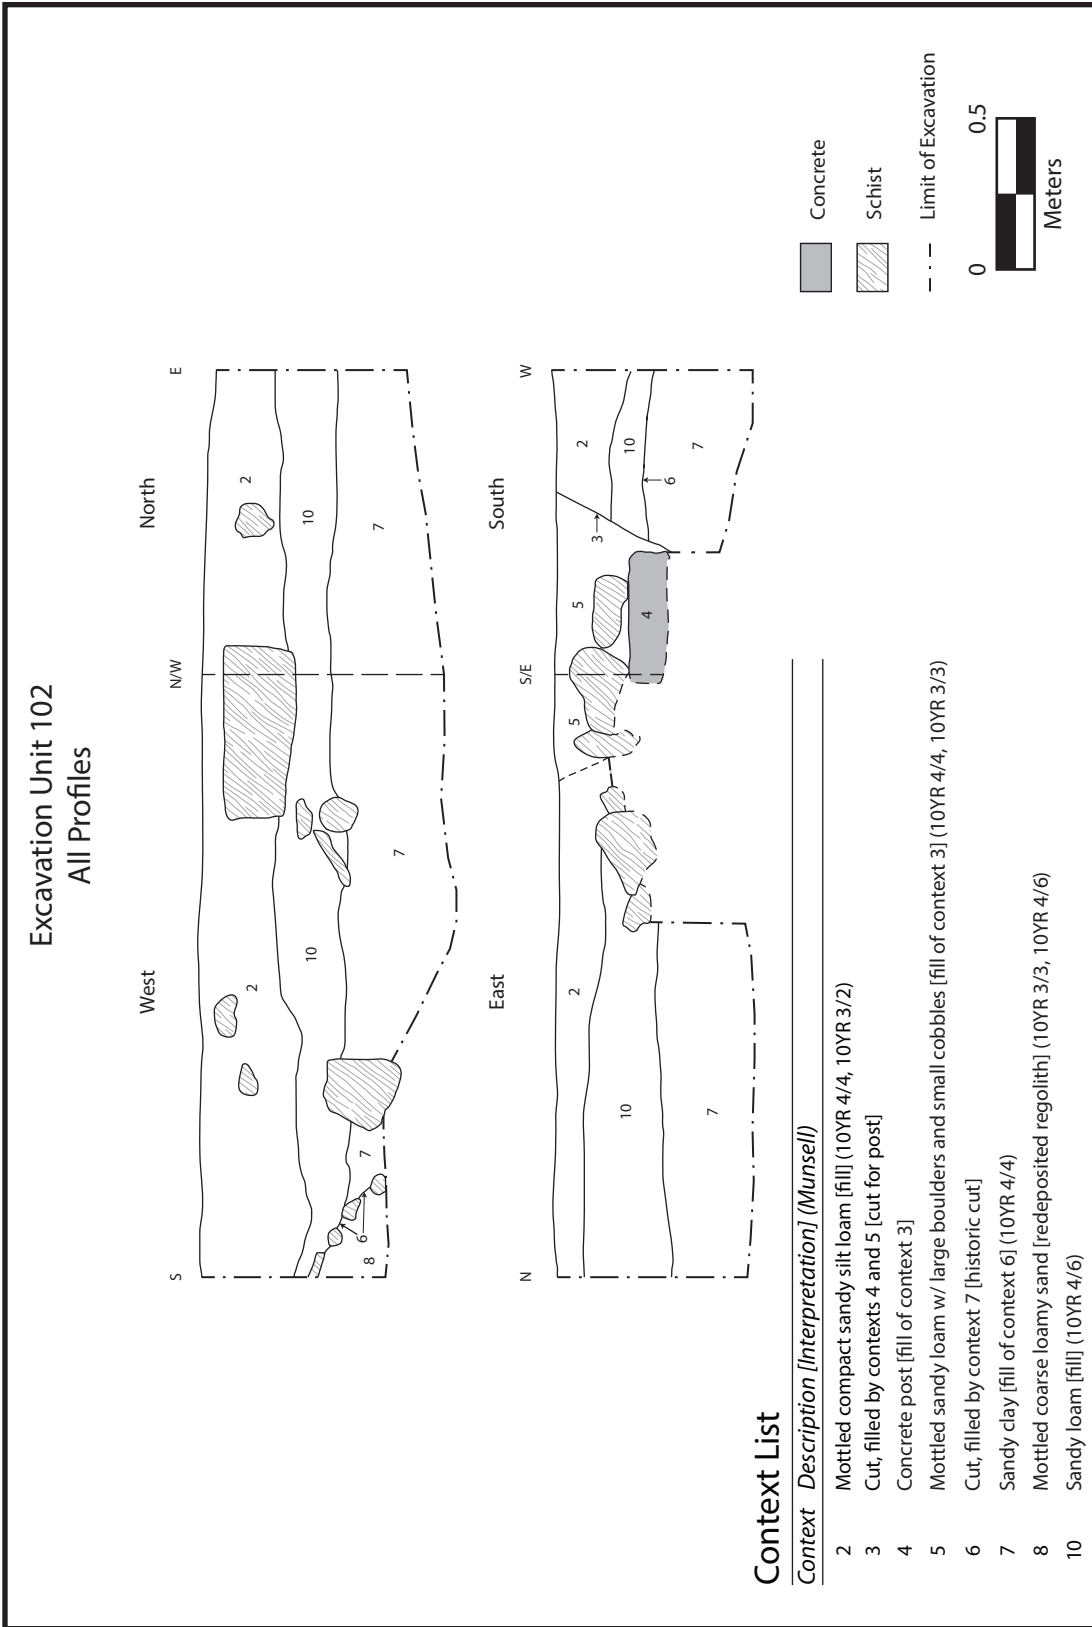 Excavation Unit 102
All Profiles
West
North
S
N/W
E
2
2
10
10
7
7
7
6
8
East
South
N
S/E
W
2
5
5
3
2
10
4
10
6
7
7
Concrete
Schist
Limit of Excavation
0
0.5
Meters
Context List
Context Description [Interpretation] (Munsell)
2 Mottled compact sandy silt loam [fill] (10YR 4/4, 10YR 3/2)
3 Cut, filled by contexts 4 and 5 [cut for post]
4 Concrete post [fill of context 3]
5 Mottled sandy loam w/ large boulders and small cobbles [fill of context 3] (10YR 4/4, 10YR 3/3)
6 Cut, filled by context 7 [historic cut]
7 Sandy clay [fill of context 6] (10YR 4/4)
8 Mottled coarse loamy sand [redeposited regolith] (10YR 3/3, 10YR 4/6)
10 Sandy loam [fill] (10YR 4/6)